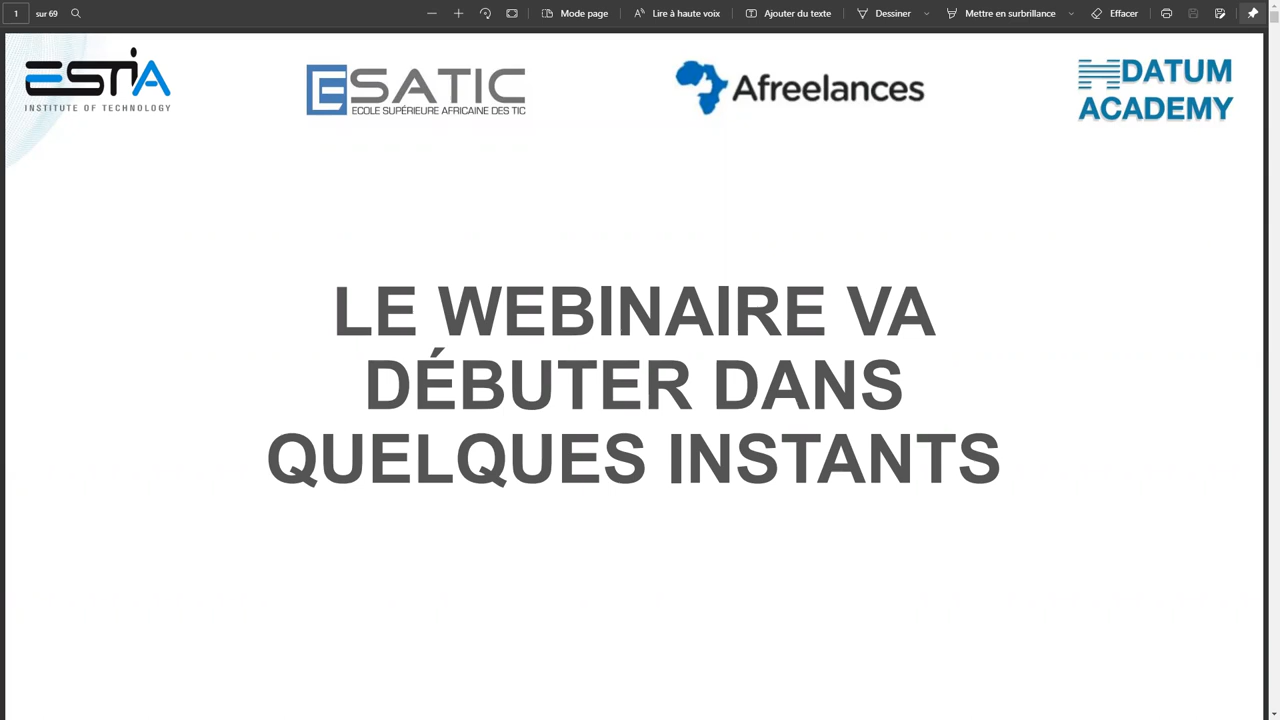 1 sur 69 Mode page Lire à haute voix Ajouter du texte Dessiner Mettre en surbrillance Effacer
ESTIA
INSTITUTE OF TECHNOLOGY
ESATIC
ECOLE SUPÉRIEURE AFRICAINE DES TIC
Afreelances
DATUM
ACADEMY
LE WEBINAIRE VA
DÉBUTER DANS
QUELQUES INSTANTS